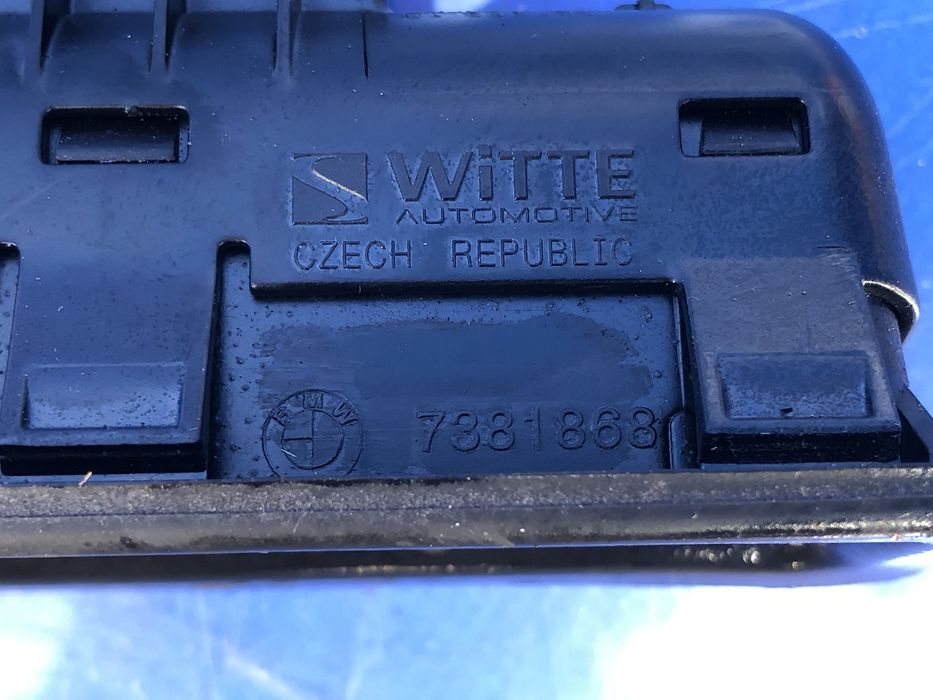 WiTTE
AUTOMOTIVE
CZECH REPUBLIC
BMW
7381868